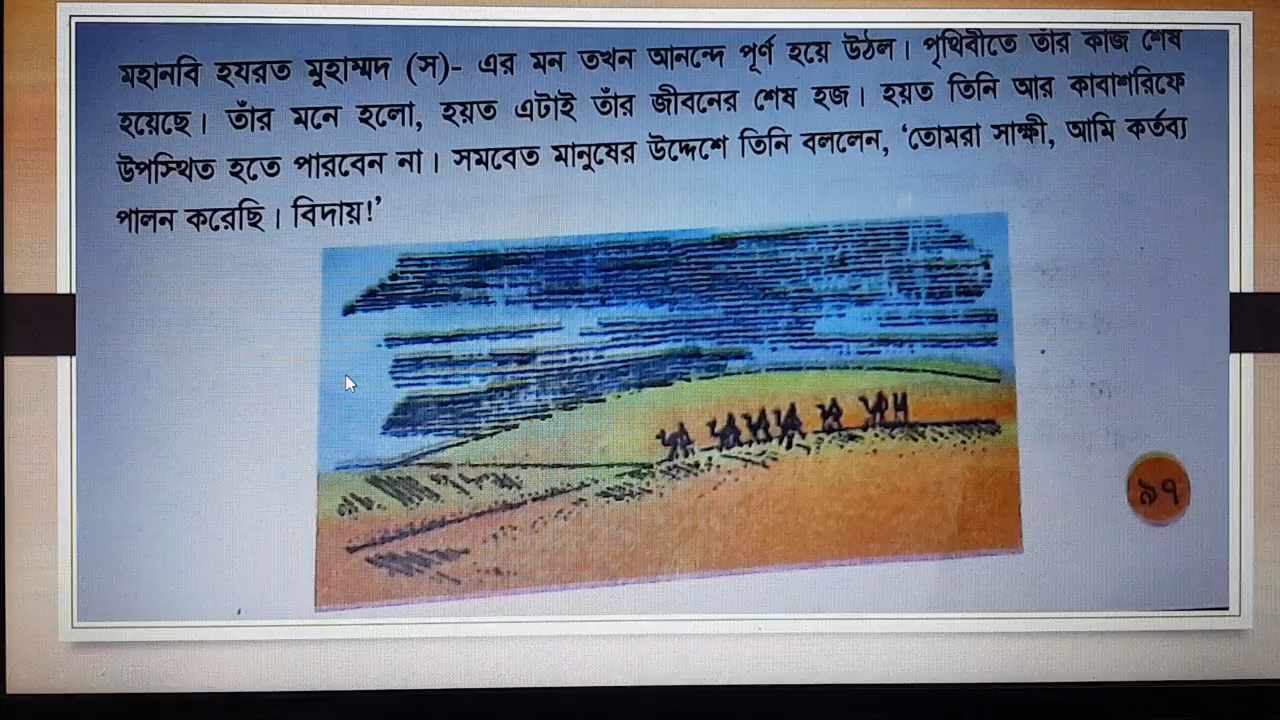 মহানবি হযরত মুহাম্মদ (স)- এর মন তখন আনন্দে পূর্ণ হয়ে উঠল। পৃথিবীতে তাঁর কাজ শেষ
হয়েছে। তাঁর মনে হলো, হয়ত এটাই তাঁর জীবনের শেষ হজ। হয়ত তিনি আর কাবাশরিফে
উপস্থিত হতে পারবেন না। সমবেত মানুষের উদ্দেশে তিনি বললেন, ‘তোমরা সাক্ষী, আমি কর্তব্য
পালন করেছি। বিদায়!’
৯৭